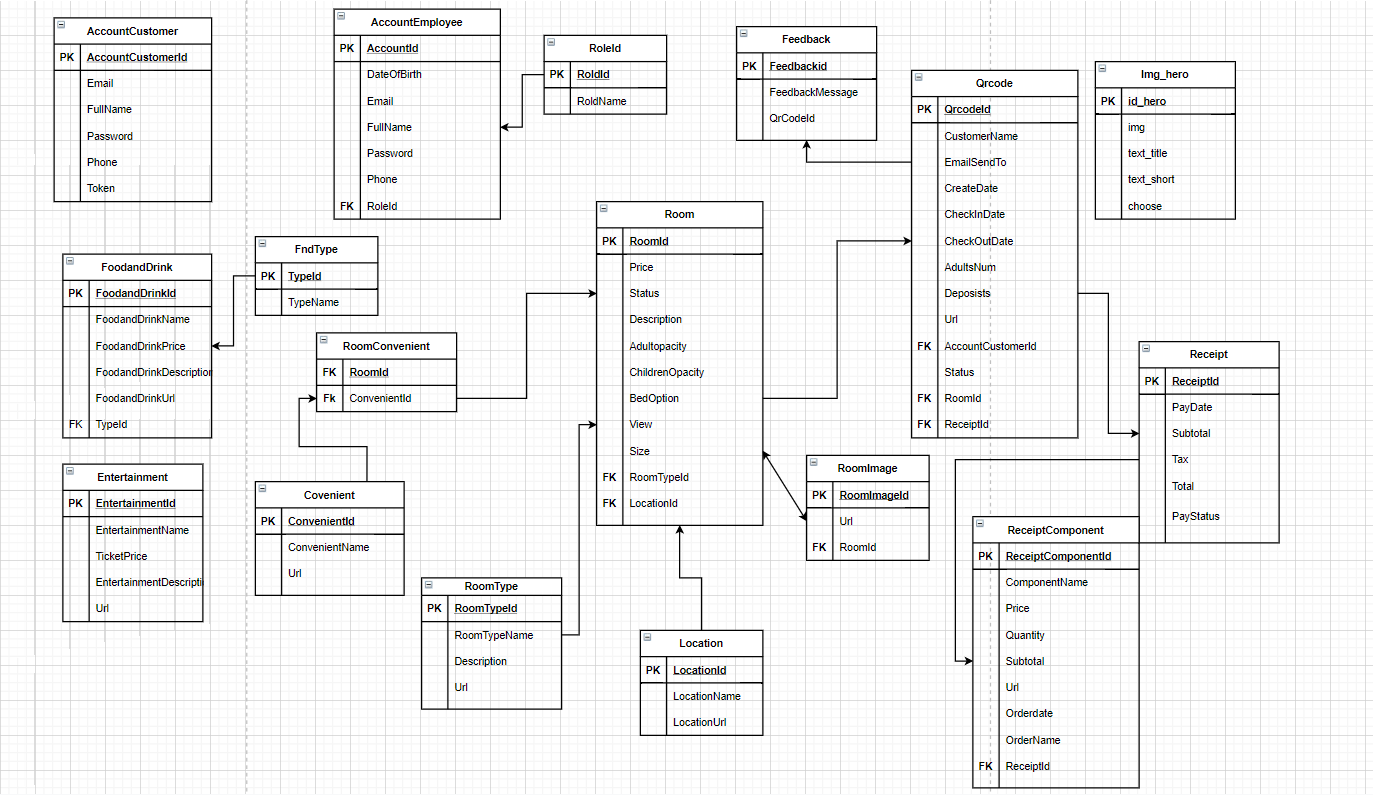 AccountCustomer
PK AccountCustomerId
Email
FullName
Password
Phone
Token
AccountEmployee
PK AccountId
DateOfBirth
Email
FullName
Password
Phone
FK RoleId
RoleId
PK RoldId
RoldName
Feedback
PK Feedbackid
FeedbackMessage
QrCodeId
Qrcode
PK QrcodeId
CustomerName
EmailSendTo
CreateDate
CheckInDate
CheckOutDate
AdultsNum
Deposists
Url
FK AccountCustomerId
Status
FK RoomId
FK ReceiptId
Img_hero
PK id_hero
img
text_title
text_short
choose
FoodandDrink
PK FoodandDrinkId
FoodandDrinkName
FoodandDrinkPrice
FoodandDrinkDescription
FoodandDrinkUrl
FK TypeId
FndType
PK TypeId
TypeName
RoomConvenient
FK RoomId
Fk ConvenientId
Room
PK RoomId
Price
Status
Description
Adultopacity
ChildrenOpacity
BedOption
View
Size
FK RoomTypeId
FK LocationId
Receipt
PK ReceiptId
PayDate
Subtotal
Tax
Total
PayStatus
Entertainment
PK EntertainmentId
EntertainmentName
TicketPrice
EntertainmentDescripti
Url
Covenient
PK ConvenientId
ConvenientName
Url
RoomImage
PK RoomImageId
Url
FK RoomId
RoomType
PK RoomTypeId
RoomTypeName
Description
Url
Location
PK LocationId
LocationName
LocationUrl
ReceiptComponent
PK ReceiptComponentId
ComponentName
Price
Quantity
Subtotal
Url
Orderdate
OrderName
FK ReceiptId